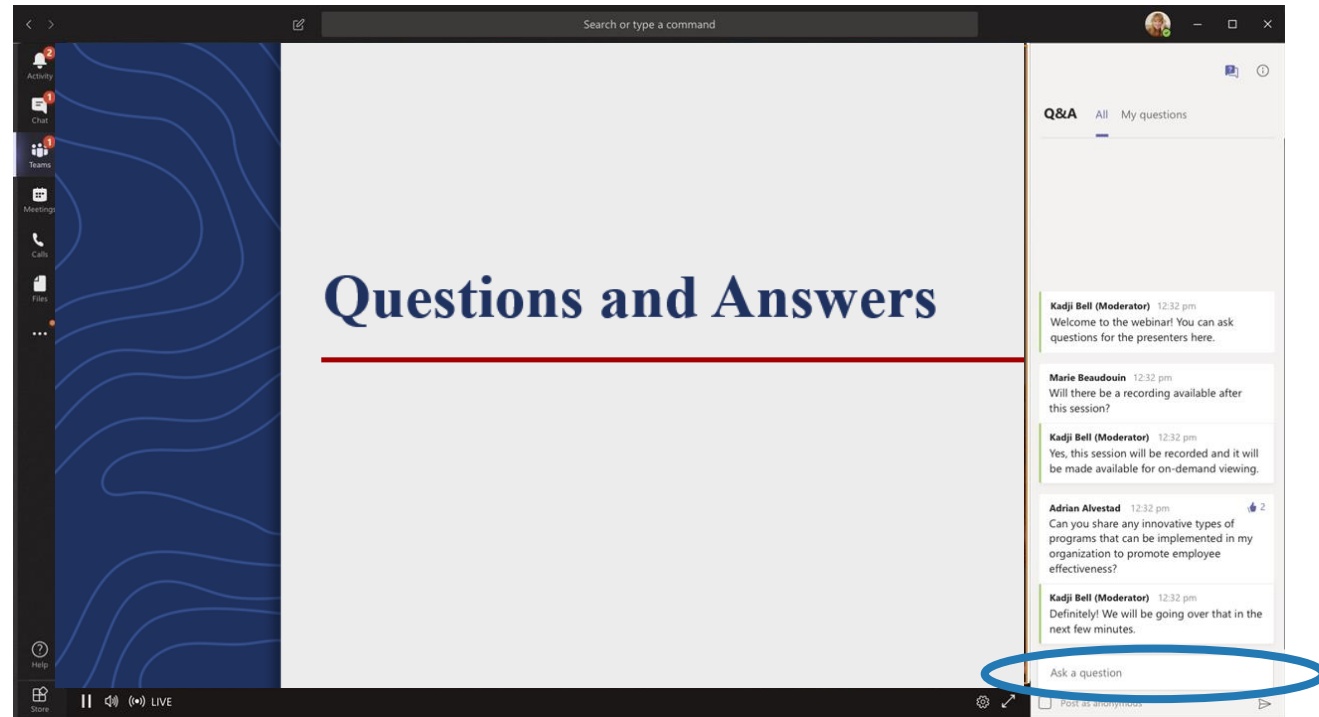 Search or type a command
2
Activity
1
Chat
1
Teams
Meetings
Calls
Files
Help
Store
Questions and Answers
LIVE
Q&A All My questions
Kadji Bell (Moderator) 12:32 pm
Welcome to the webinar! You can ask
questions for the presenters here.
Marie Beaudouin 12:32 pm
Will there be a recording available after
this session?
Kadji Bell (Moderator) 12:32 pm
Yes, this session will be recorded and it will
be made available for on-demand viewing.
Adrian Alvestad 12:32 pm 2
Can you share any innovative types of
programs that can be implemented in my
organization to promote employee
effectiveness?
Kadji Bell (Moderator) 12:32 pm
Definitely! We will be going over that in the
next few minutes.
Ask a question
Post as anonymous